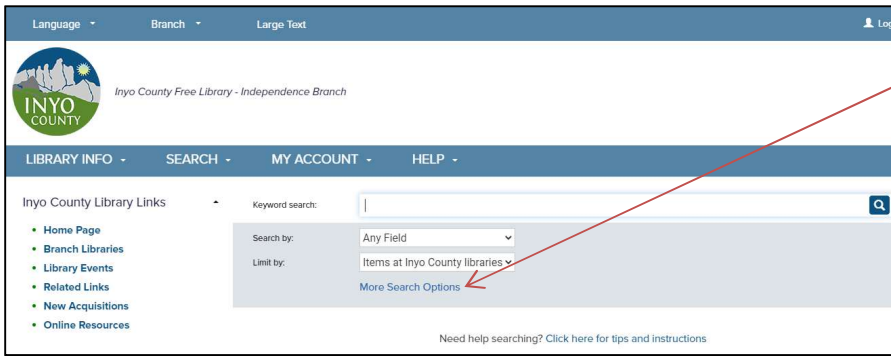 Language Branch Large Text Log
INYO
COUNTY
Inyo County Free Library - Independence Branch
LIBRARY INFO SEARCH MY ACCOUNT HELP
Inyo County Library Links
Keyword search:
Search by: Any Field
Limit by: Items at Inyo County libraries
More Search Options
Home Page
Branch Libraries
Library Events
Related Links
New Acquisitions
Online Resources
Need help searching? Click here for tips and instructions